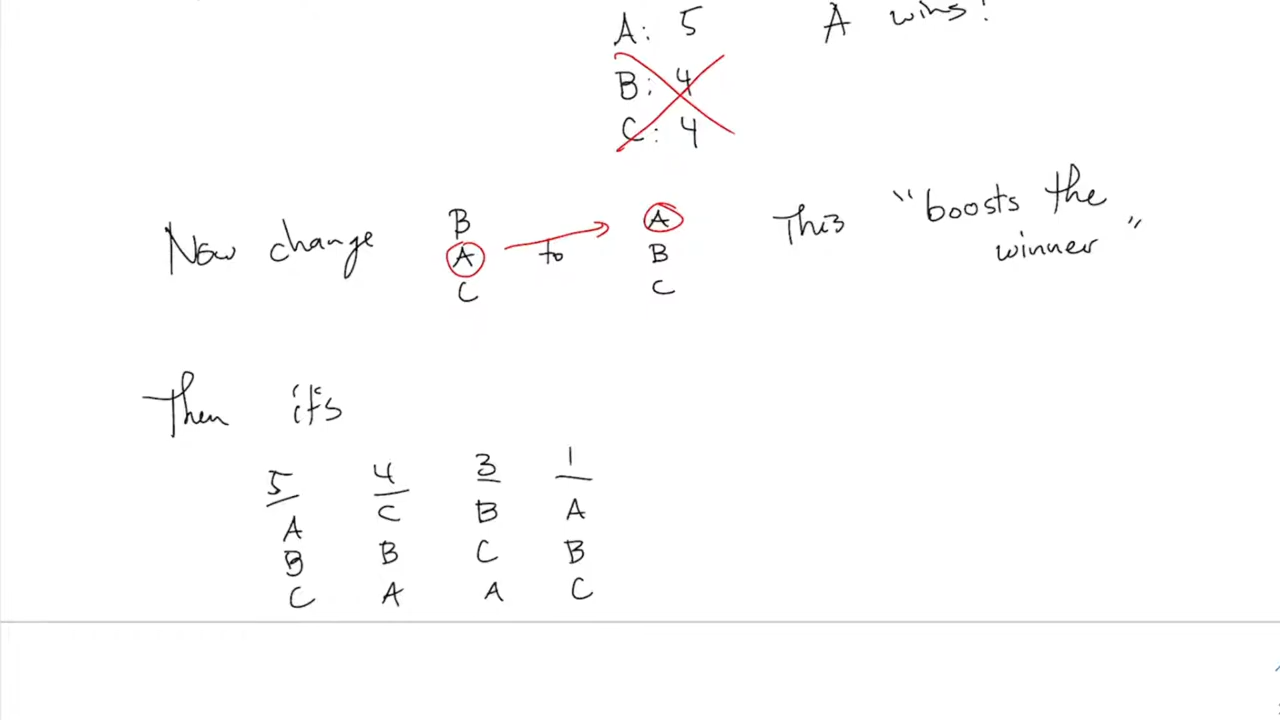 A: 5 A wins!
B: 4
C: 4
Now change B A C to A B C This "boosts the winner"
Then it's
5 4 3 1
A C B A
B B C B
C A A C